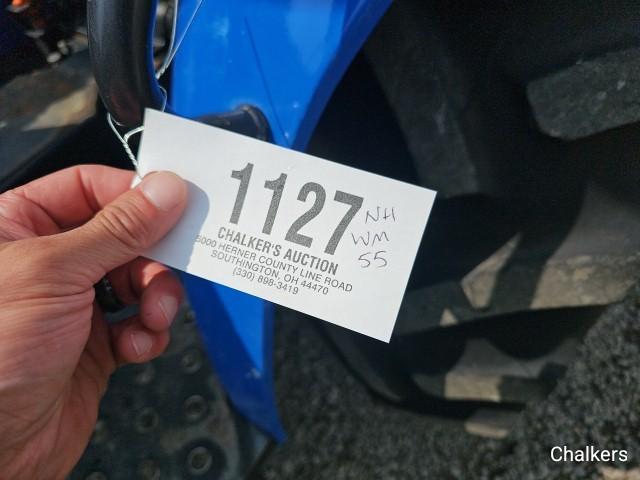 1127
CHALKER'S AUCTION
5000 HERNER COUNTY LINE ROAD
SOUTHINGTON, OH 44470
(330) 898-3419
NH
WM
55
Chalkers